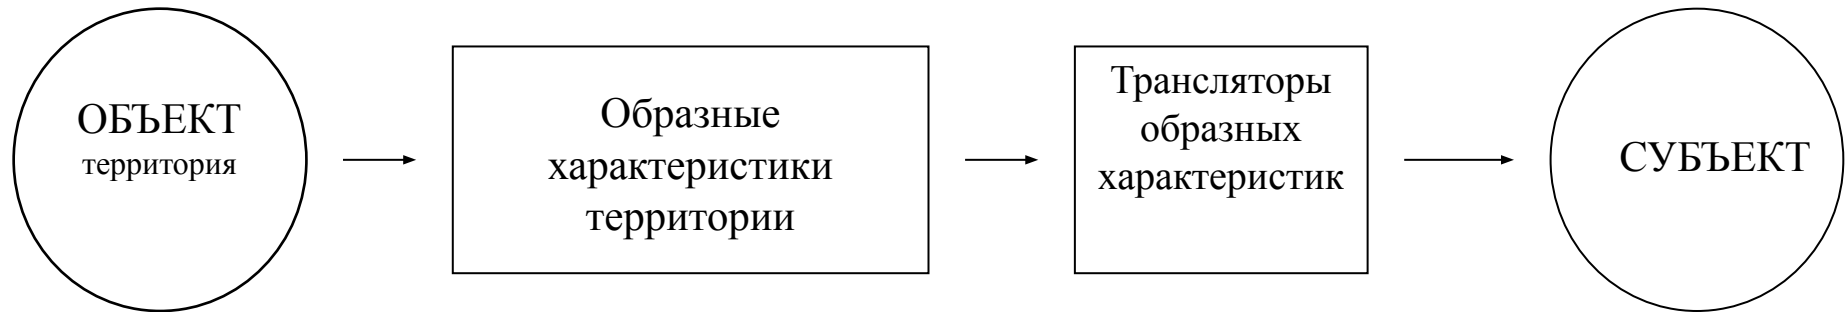 ОБЪЕКТ
территория
Образные
характеристики
территории
Трансляторы
образных
характеристик
СУБЪЕКТ